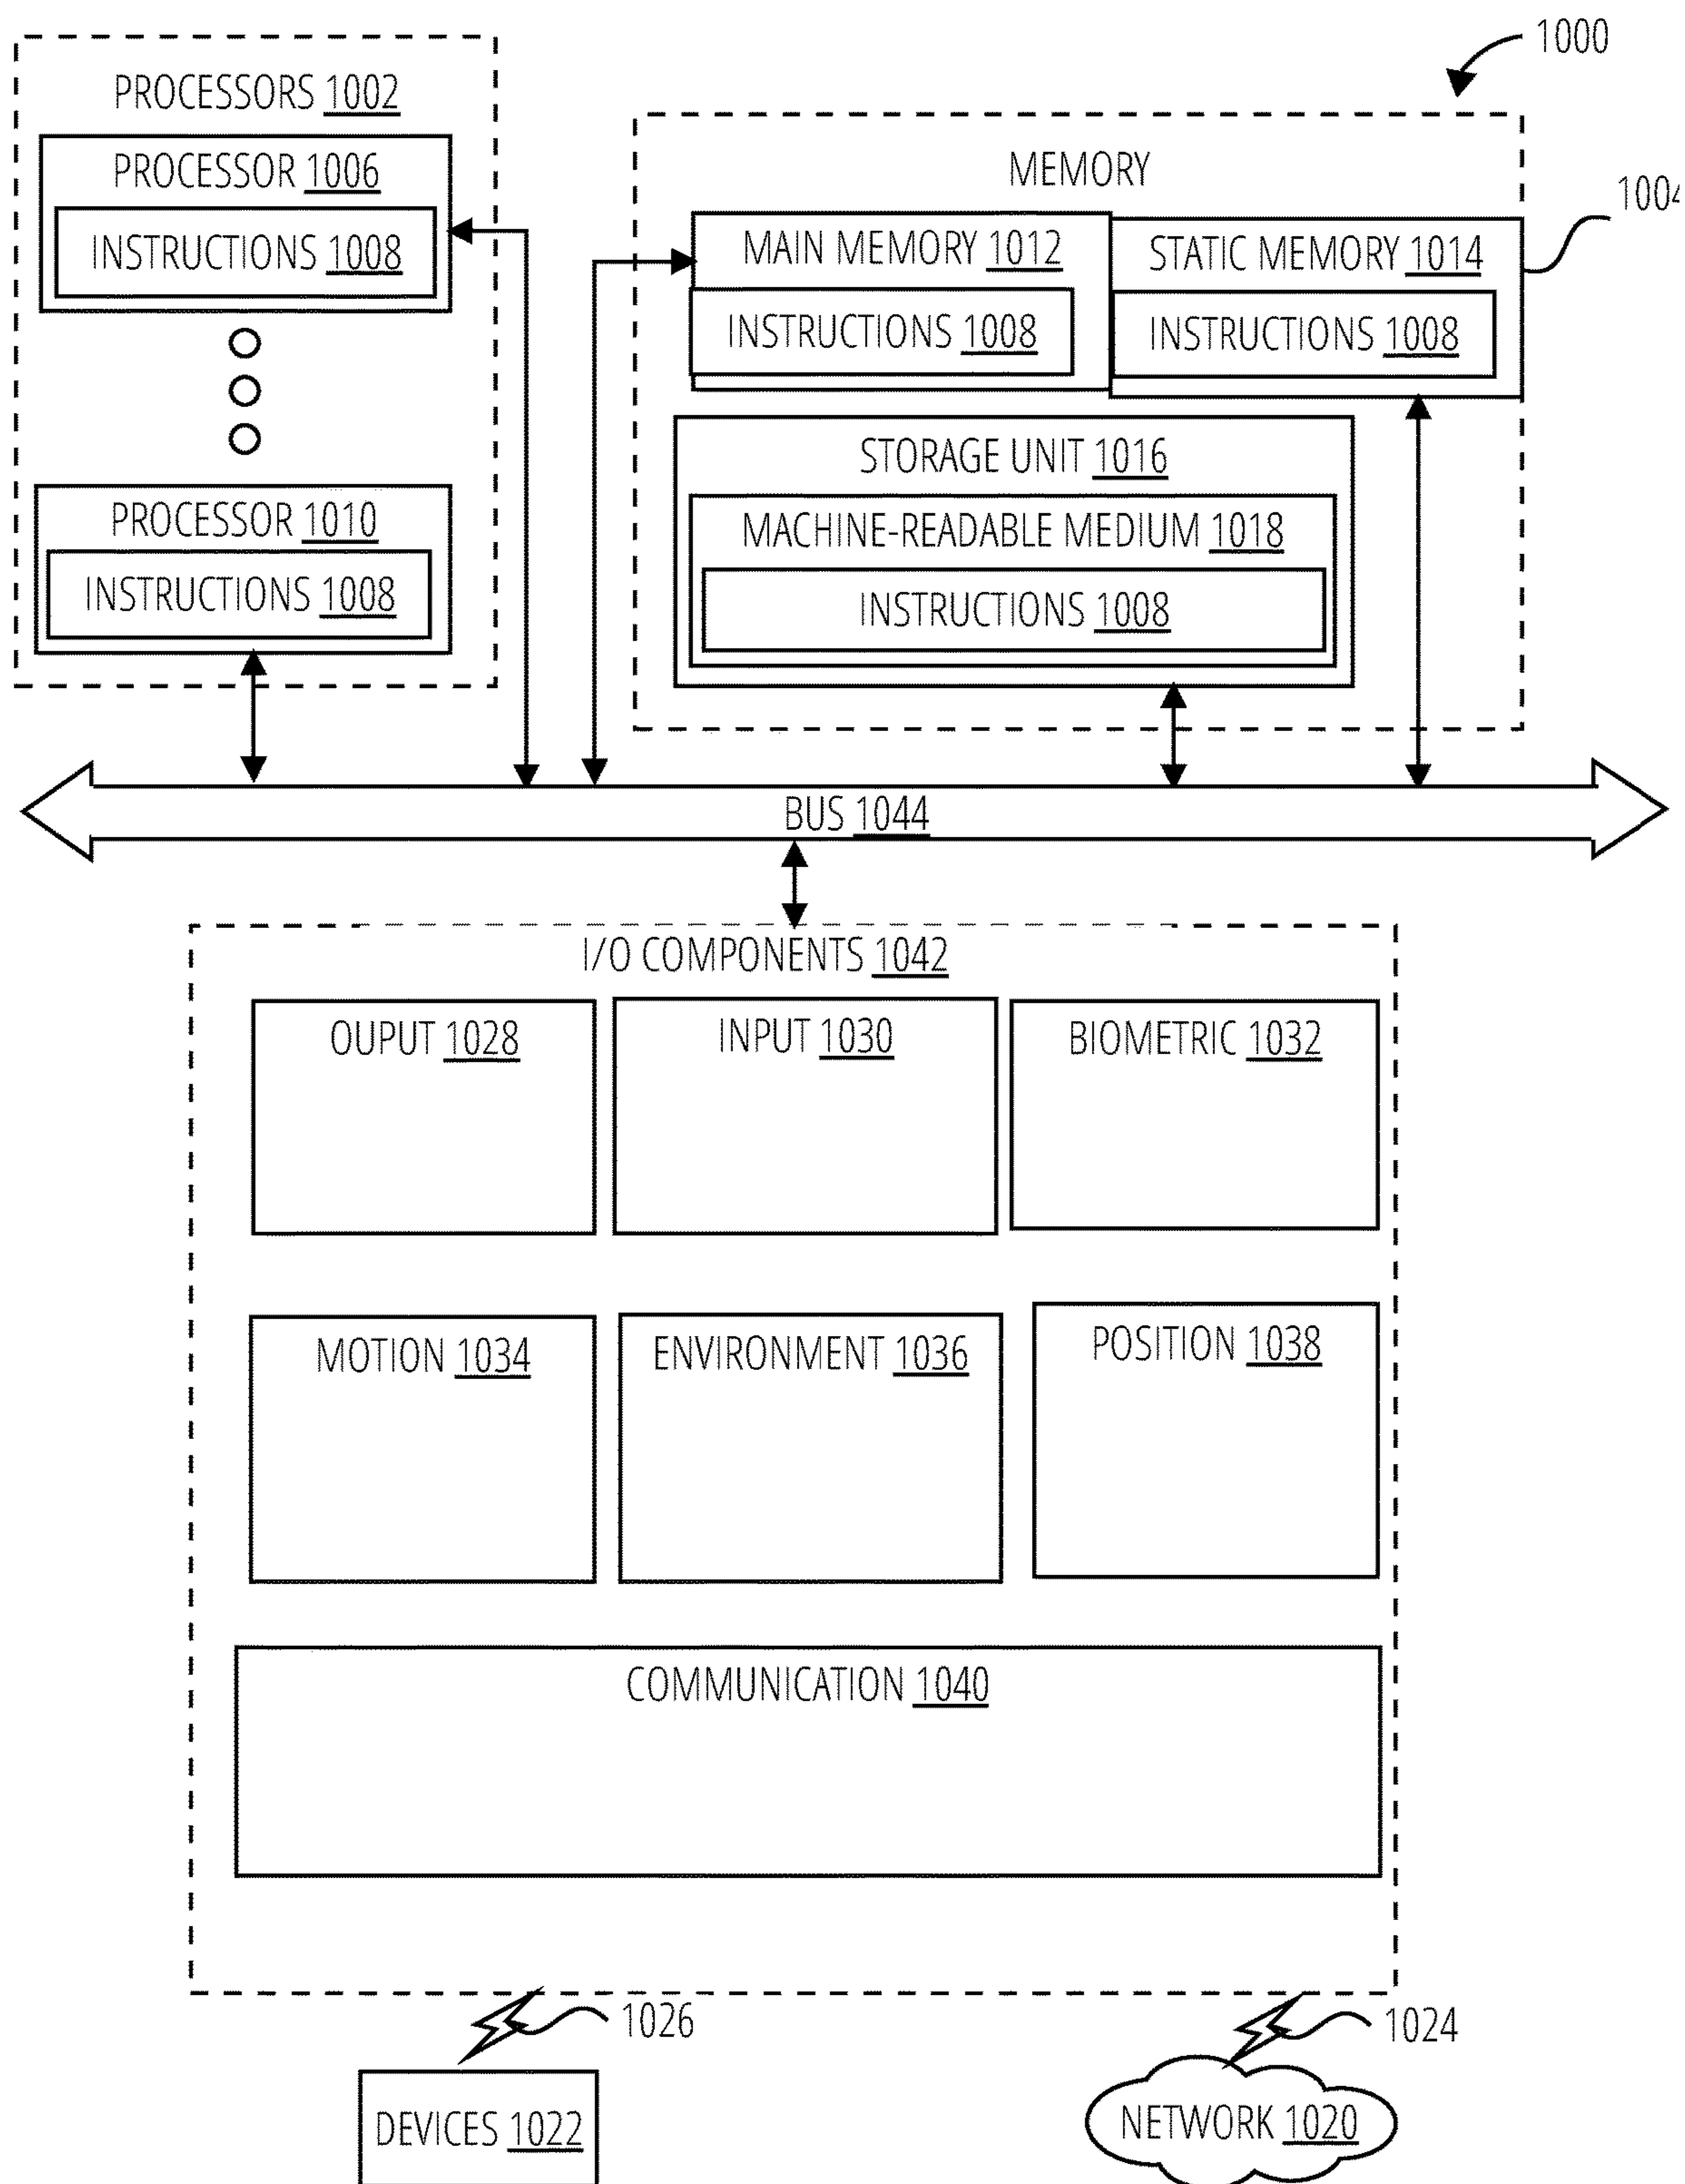 1000
PROCESSORS 1002
PROCESSOR 1006
INSTRUCTIONS 1008
PROCESSOR 1010
INSTRUCTIONS 1008
MEMORY
1004
MAIN MEMORY 1012
INSTRUCTIONS 1008
STATIC MEMORY 1014
INSTRUCTIONS 1008
STORAGE UNIT 1016
MACHINE-READABLE MEDIUM 1018
INSTRUCTIONS 1008
BUS 1044
I/O COMPONENTS 1042
OUPUT 1028
INPUT 1030
BIOMETRIC 1032
MOTION 1034
ENVIRONMENT 1036
POSITION 1038
COMMUNICATION 1040
1026
1024
DEVICES 1022
NETWORK 1020